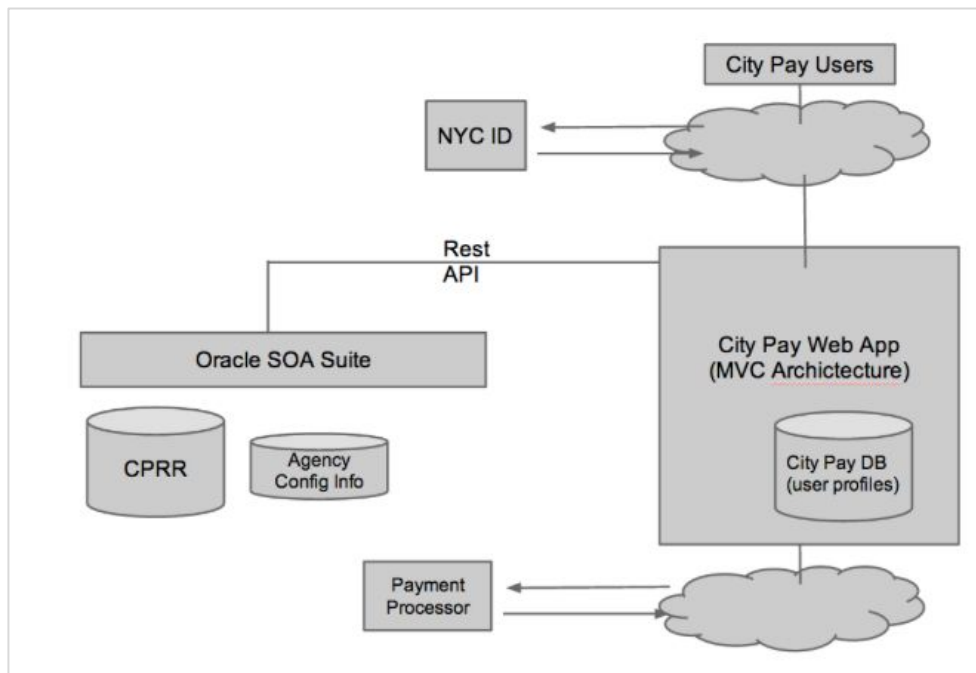 City Pay Users
NYC ID
Rest
API
Oracle SOA Suite
City Pay Web App
(MVC Archictecture)
CPRR
Agency
Config Info
City Pay DB
(user profiles)
Payment
Processor